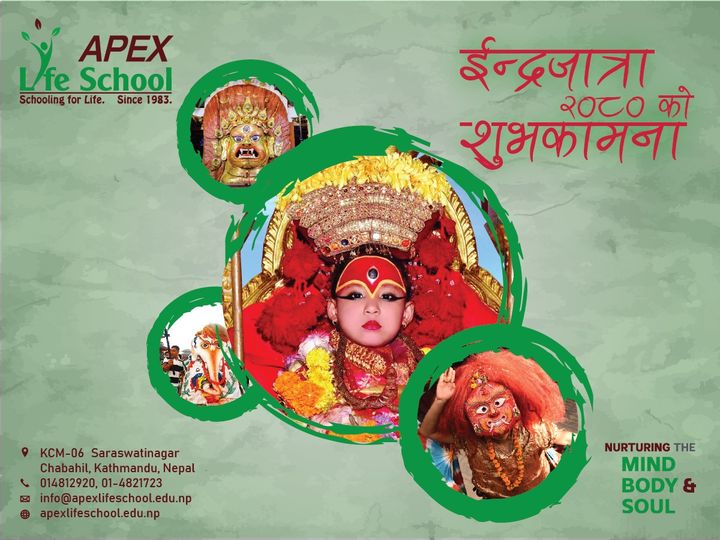 APEX
Life School
Schooling for Life. Since 1983.
ईन्द्रजात्रा
२०८० को
शुभकामना
KCM-06 Saraswatinagar
Chabahil, Kathmandu, Nepal
014812920, 01-4821723
info@apexlifeschool.edu.np
apexlifeschool.edu.np
NURTURING THE
MIND
BODY &
SOUL